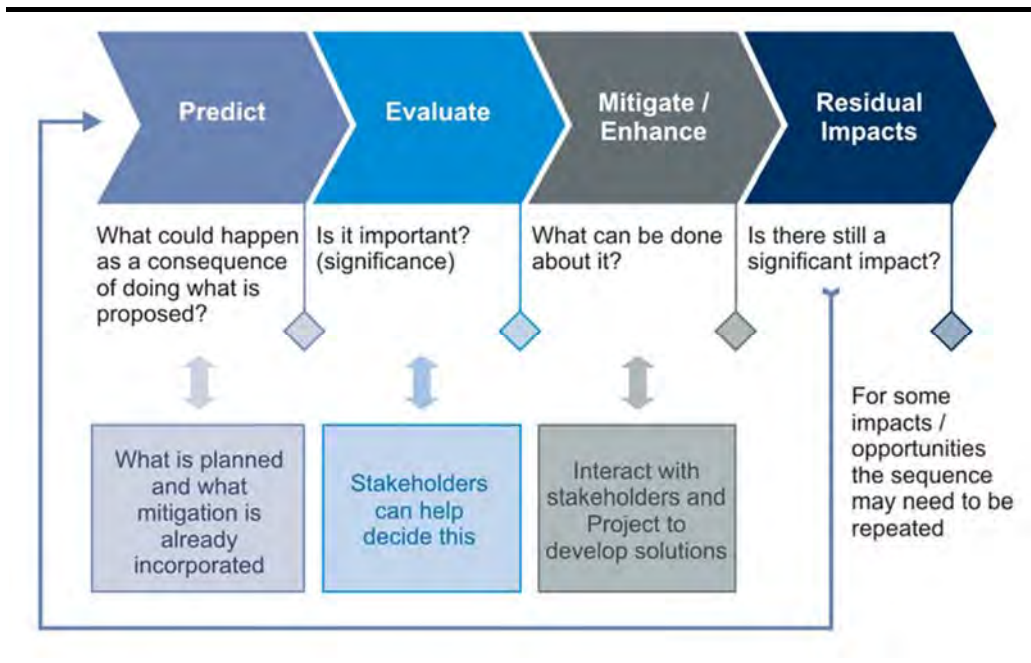 Predict
Evaluate
Mitigate /
Enhance
Residual
Impacts
What could happen
as a consequence
of doing what is
proposed?
Is it important?
(significance)
What can be done
about it?
Is there still a
significant impact?
What is planned
and what
mitigation is
already
incorporated
Stakeholders
can help
decide this
Interact with
stakeholders and
Project to
develop solutions
For some
impacts /
opportunities
the sequence
may need to be
repeated